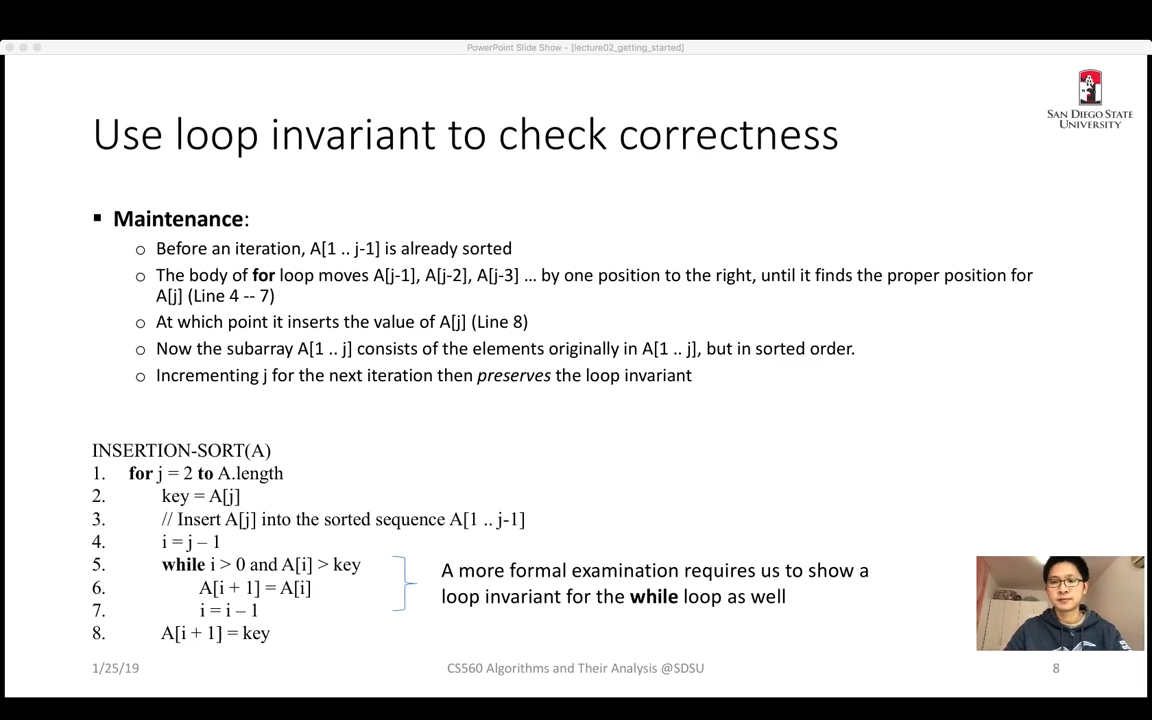 PowerPoint Slide Show - [lecture02_getting_started]
SAN DIEGO STATE
UNIVERSITY
Use loop invariant to check correctness
▪ Maintenance:
o Before an iteration, A[1 .. j-1] is already sorted
o The body of for loop moves A[j-1], A[j-2], A[j-3] ... by one position to the right, until it finds the proper position for
A[j] (Line 4 -- 7)
o At which point it inserts the value of A[j] (Line 8)
o Now the subarray A[1 .. j] consists of the elements originally in A[1 .. j], but in sorted order.
o Incrementing j for the next iteration then preserves the loop invariant
INSERTION-SORT(A)
1. for j = 2 to A.length
2. key = A[j]
3. // Insert A[j] into the sorted sequence A[1 .. j-1]
4. i = j – 1
5. while i > 0 and A[i] > key
6. A[i + 1] = A[i]
7. i = i – 1
8. A[i + 1] = key
A more formal examination requires us to show a
loop invariant for the while loop as well
1/25/19
CS560 Algorithms and Their Analysis @SDSU
8